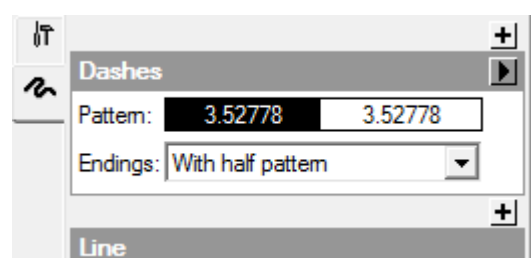 Dashes
Pattern: 3.52778 3.52778
Endings: With half pattern
Line